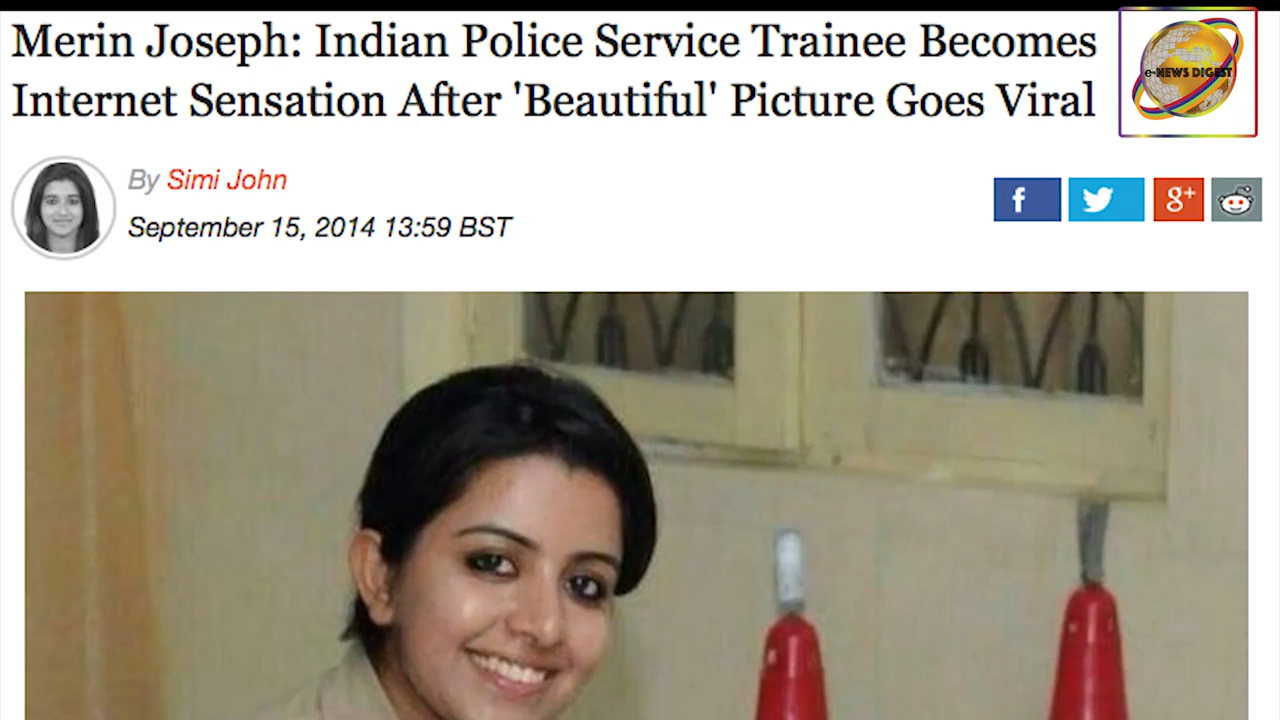 Merin Joseph: Indian Police Service Trainee Becomes
Internet Sensation After 'Beautiful' Picture Goes Viral
e-NEWS DIGEST
By Simi John
September 15, 2014 13:59 BST
f
g+